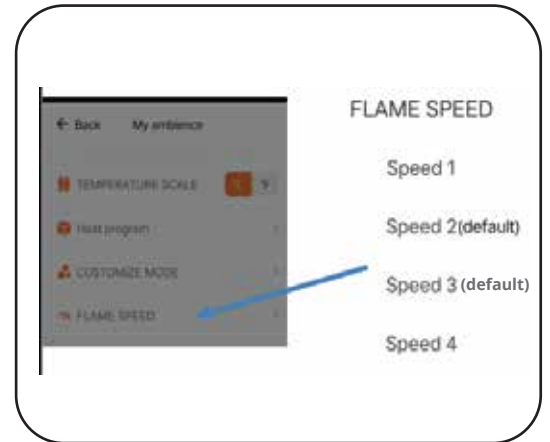 ← Back My ambience
TEMPERATURE SCALE
Heat program
CUSTOMIZE MODE
FLAME SPEED
FLAME SPEED
Speed 1
Speed 2(default)
Speed 3 (default)
Speed 4